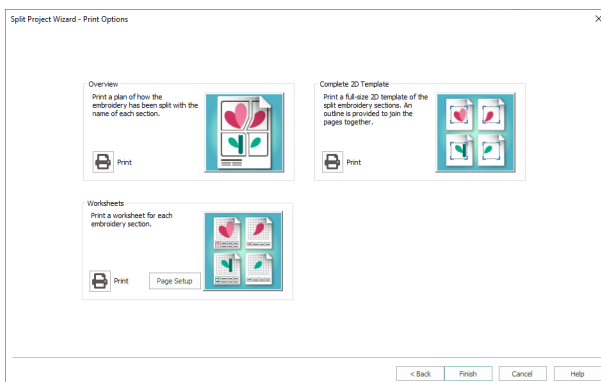 Split Project Wizard - Print Options
Overview
Print a plan of how the
embroidery has been split with the
name of each section.
Print
Complete 2D Template
Print a full-size 2D template of the
split embroidery sections. An
outline is provided to join the
pages together.
Print
Worksheets
Print a worksheet for each
embroidery section.
Print
Page Setup
< Back
Finish
Cancel
Help